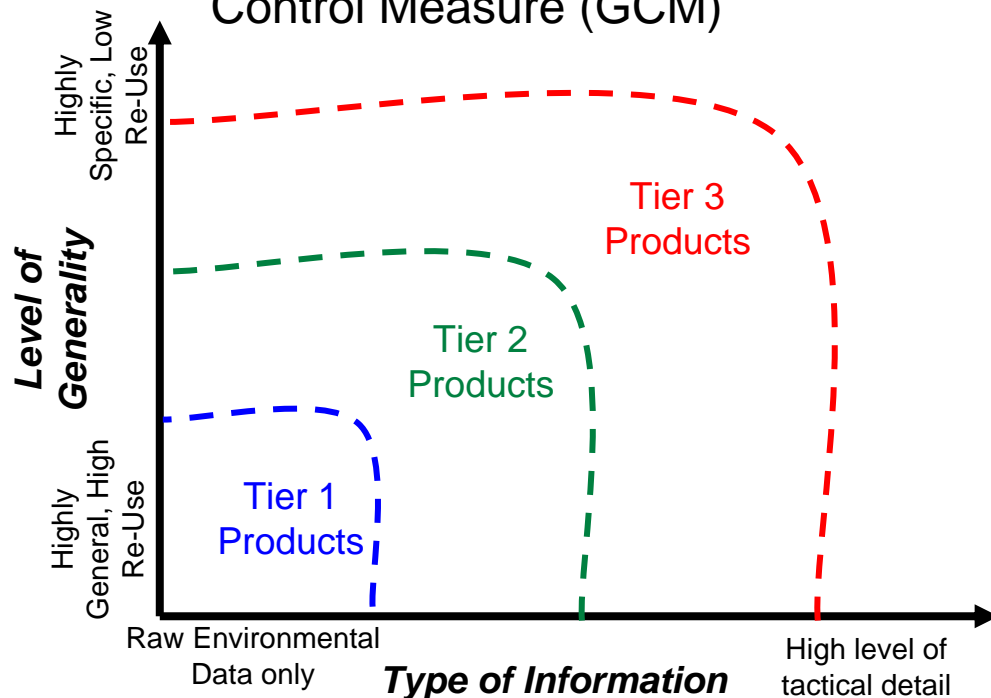 Control Measure (GCM)
Highly
Specific, Low
Re-Use
Tier 3
Products
Level of
Generality
Tier 2
Products
Highly
General, High
Re-Use
Tier 1
Products
Raw Environmental
Data only
Type of Information
High level of
tactical detail